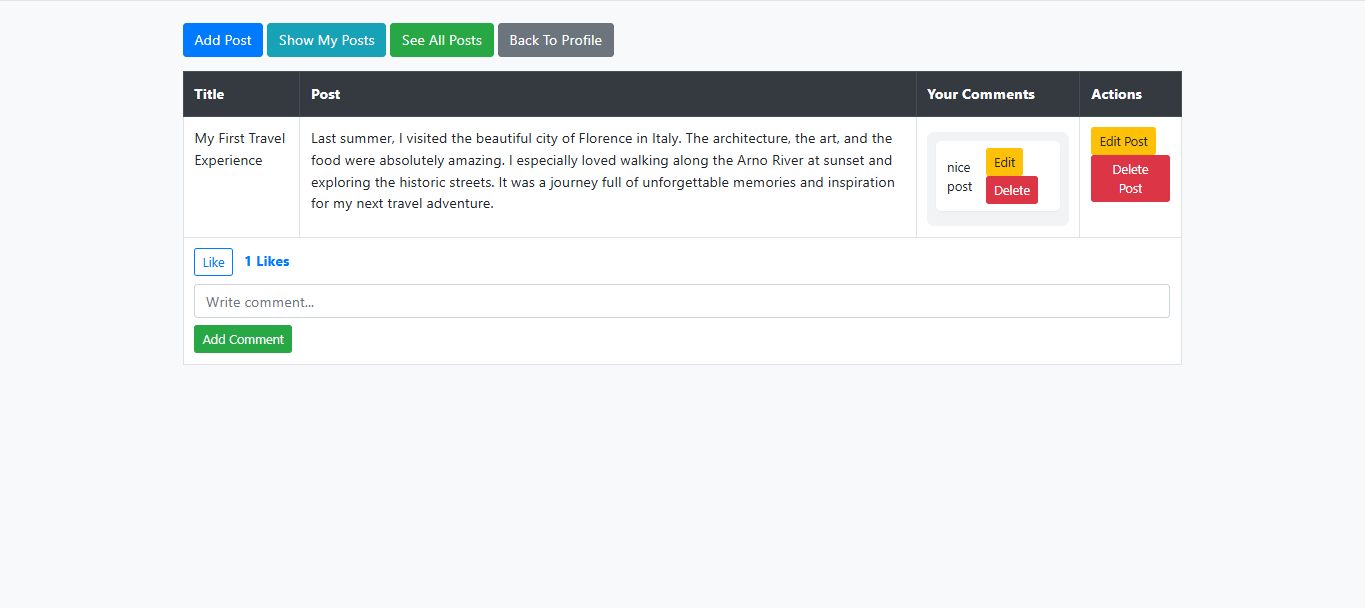 Add Post Show My Posts See All Posts Back To Profile
Title Post Your Comments Actions
My First Travel
Experience
Last summer, I visited the beautiful city of Florence in Italy. The architecture, the art, and the
food were absolutely amazing. I especially loved walking along the Arno River at sunset and
exploring the historic streets. It was a journey full of unforgettable memories and inspiration
for my next travel adventure.
nice
post
Edit
Delete
Edit Post
Delete
Post
Like 1 Likes
Write comment...
Add Comment